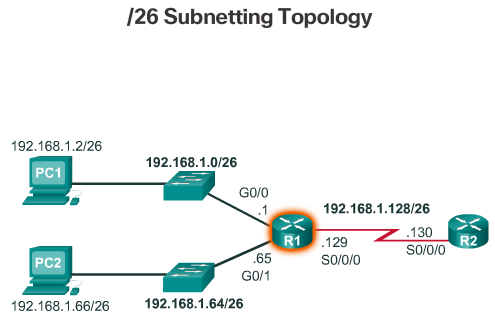 /26 Subnetting Topology
192.168.1.2/26
PC1
192.168.1.0/26
G0/0
.1
192.168.1.128/26
R1
.129
S0/0/0
.130
S0/0/0
R2
PC2
.65
G0/1
192.168.1.66/26
192.168.1.64/26